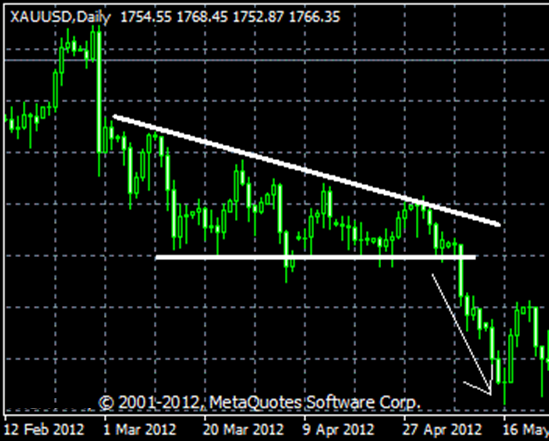 XAUUSD,Daily 1754.55 1768.45 1752.87 1766.35
© 2001-2012, MetaQuotes Software Corp.
12 Feb 2012 1 Mar 2012 20 Mar 2012 9 Apr 2012 27 Apr 2012 16 May